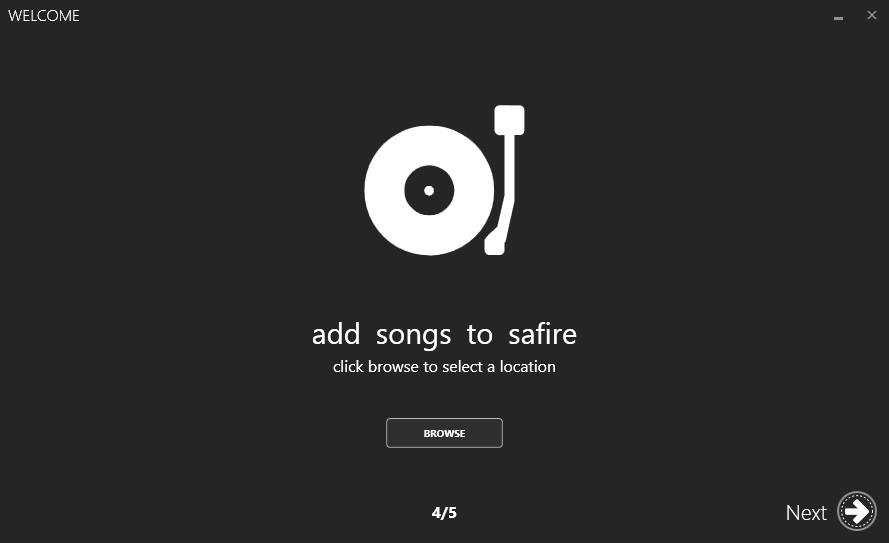 WELCOME
add songs to safire
click browse to select a location
BROWSE
4/5
Next